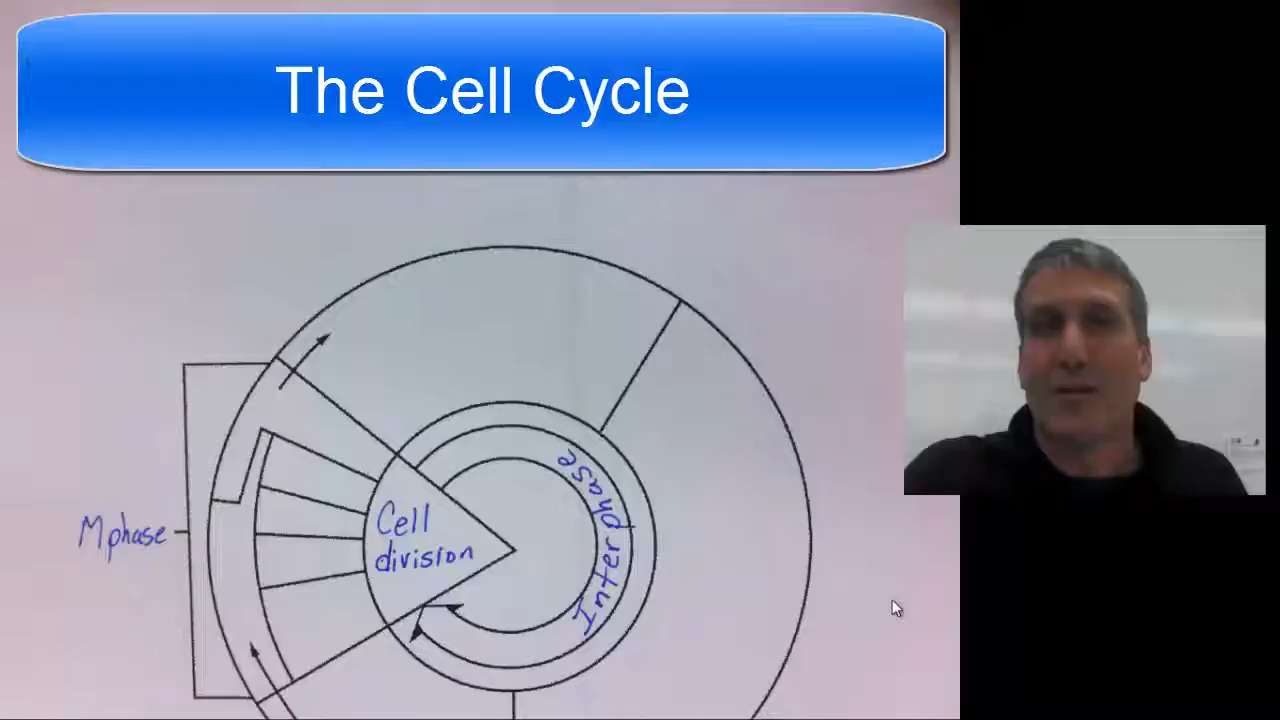 The Cell Cycle
Interphase
Cell
division
M phase